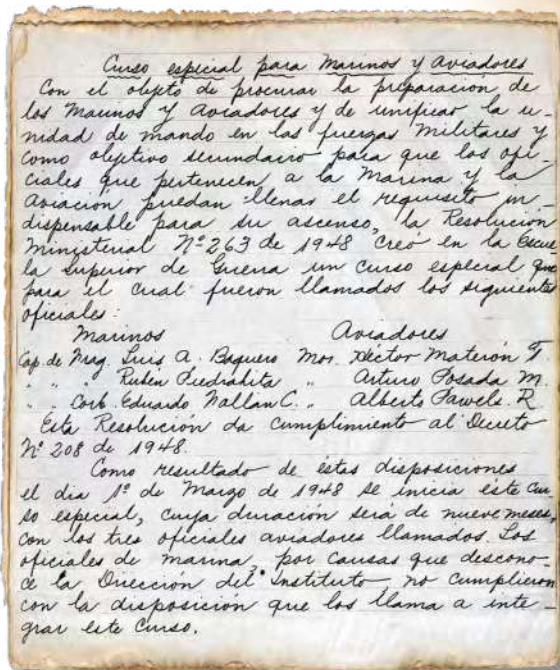 Curso especial para Marinos y Aviadores
Con el objeto de procurar la preparación de
los Marinos y Aviadores y de unificar la u-
nidad de mando en las fuerzas Militares y
como objetivo secundario para que los ofi-
ciales que pertenecen a la Marina y la
Aviación puedan llenar el requisito in-
dispensable para su ascenso, la Resolución
Ministerial Nº 263 de 1948 creó en la Escue
la Superior de Guerra un curso especial que
para el cual fueron llamados los siguientes
oficiales:
Marinos Aviadores
Cap de Luis A. Baquero Mor. Hector Materón T
" " " Rubén Piedrahita " Arturo Posada M.
" " Corb. Eduardo C. " Alberto Pawels. R
Esta Resolución da cumplimiento al Decreto
Nº 208 de 1948.
Como resultado de éstas disposiciones
el dia 1º de Marzo de 1948 se inicia éste cur
so especial, cuya duración será de nueve meses,
con los tres oficiales aviadores llamados. Los
oficiales de marina, por causas que descono-
ce la Dirección del Instituto no cumplieron
con la disposición que los llama a inte-
grar este Curso.